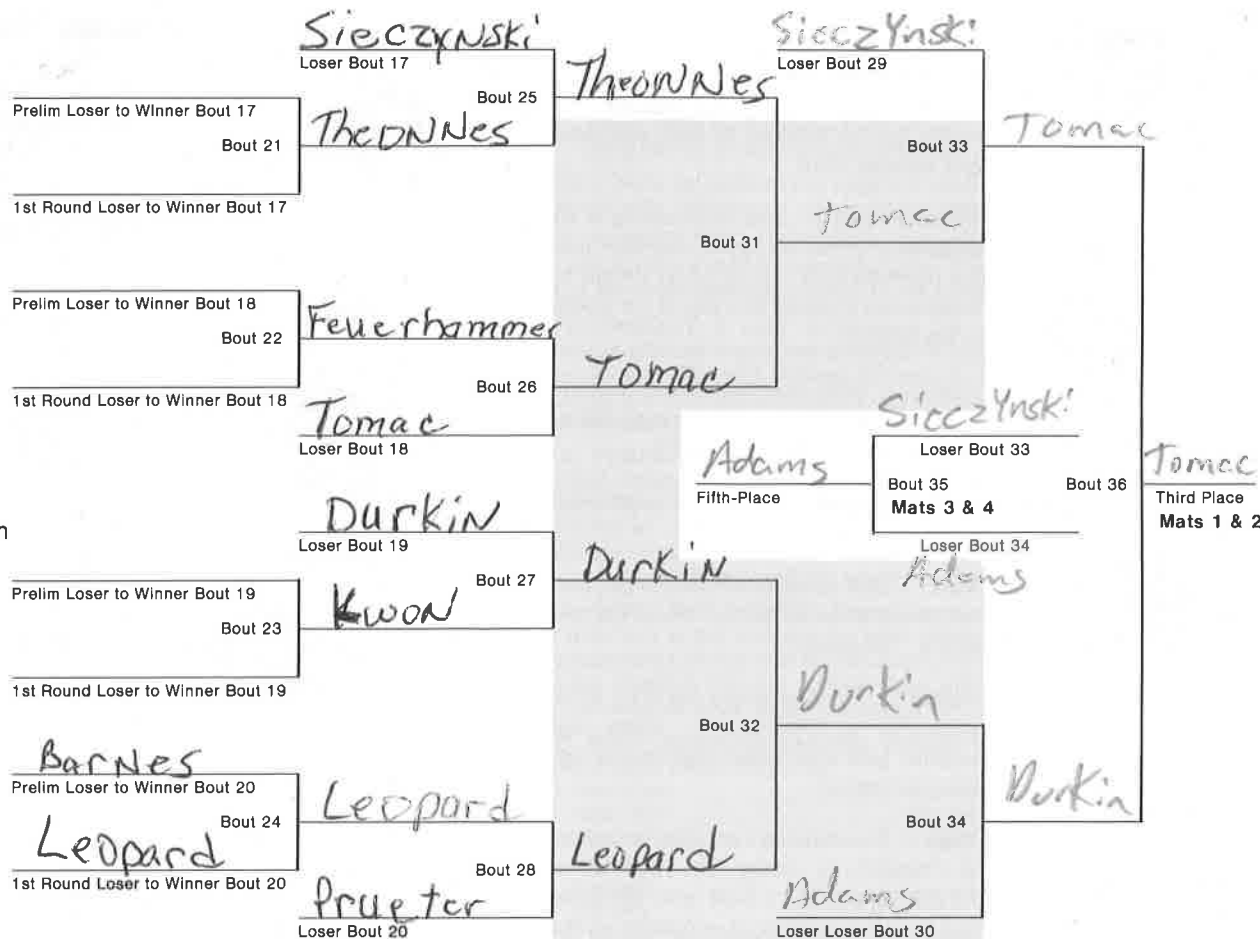 Sieczynski
Sieczynski
Loser Bout 17
Loser Bout 29
Bout 25
Theonnes
Prelim Loser to Winner Bout 17
Theonnes
Tomac
Bout 21
Bout 33
1st Round Loser to Winner Bout 17
Tomac
Bout 31
Prelim Loser to Winner Bout 18
Feuerhammer
Bout 22
Bout 26
Tomac
1st Round Loser to Winner Bout 18
Tomac
Sieczynski
Loser Bout 18
Loser Bout 33
Adams
Bout 35
Bout 36
Tomac
Fifth-Place
Mats 3 & 4
Third Place
Mats 1 & 2
Durkin
Loser Bout 19
Loser Bout 34
Adams
Bout 27
Durkin
Prelim Loser to Winner Bout 19
Kwon
Bout 23
1st Round Loser to Winner Bout 19
Durkin
Bout 32
Barnes
Prelim Loser to Winner Bout 20
Leopard
Durkin
Bout 24
Bout 34
Leopard
Bout 28
Leopard
1st Round Loser to Winner Bout 20
Prueter
Adams
Loser Bout 20
Loser Loser Bout 30